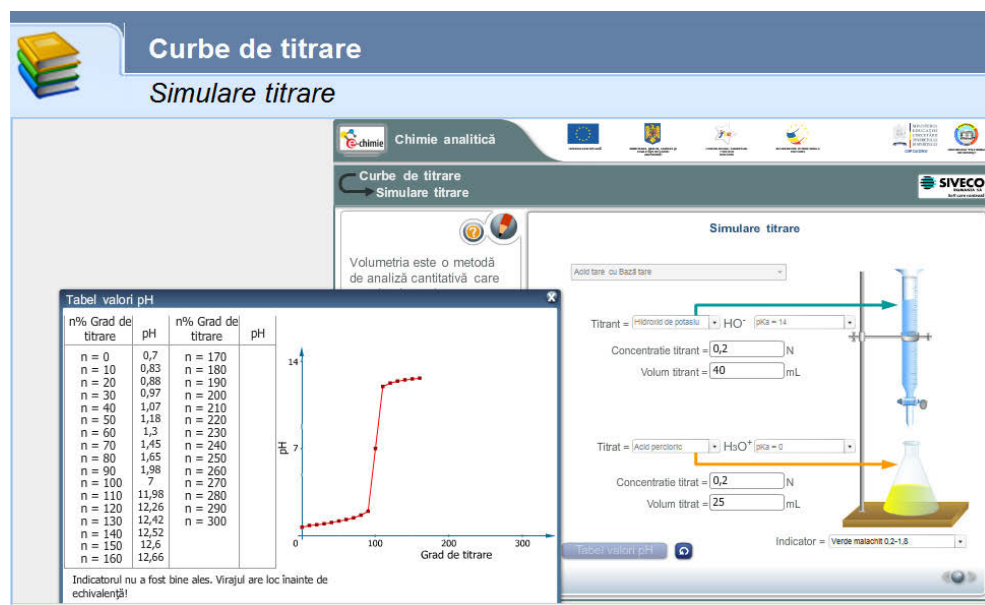 Curbe de titrare
Simulare titrare
e-chimie
Chimie analitică
Curbe de titrare
Simulare titrare
SIVECO
Volumetria este o metodă
de analiză cantitativă care
Simulare titrare
Acid tare cu Bază tare
Titrant = Hidroxid de potasiu HO⁻ pKa = 14
Concentratie titrant = 0,2 N
Volum titrant = 40 mL
Titrat = Acid percloric H₃O⁺ pKa = 0
Concentratie titrat = 0,2 N
Volum titrat = 25 mL
Tabel valori pH
Indicator = Verde malachit 0,2-1,8
Tabel valori pH
n% Grad de titrare pH n% Grad de titrare pH
n = 0 0,7 n = 170
n = 10 0,83 n = 180
n = 20 0,88 n = 190
n = 30 0,97 n = 200
n = 40 1,07 n = 210
n = 50 1,18 n = 220
n = 60 1,3 n = 230
n = 70 1,45 n = 240
n = 80 1,65 n = 250
n = 90 1,98 n = 260
n = 100 7 n = 270
n = 110 11,98 n = 280
n = 120 12,26 n = 290
n = 130 12,42 n = 300
n = 140 12,52
n = 150 12,6
n = 160 12,66
14
pH
7
0 100 200 300
Grad de titrare
Indicatorul nu a fost bine ales. Virajul are loc înainte de
echivalenţă!